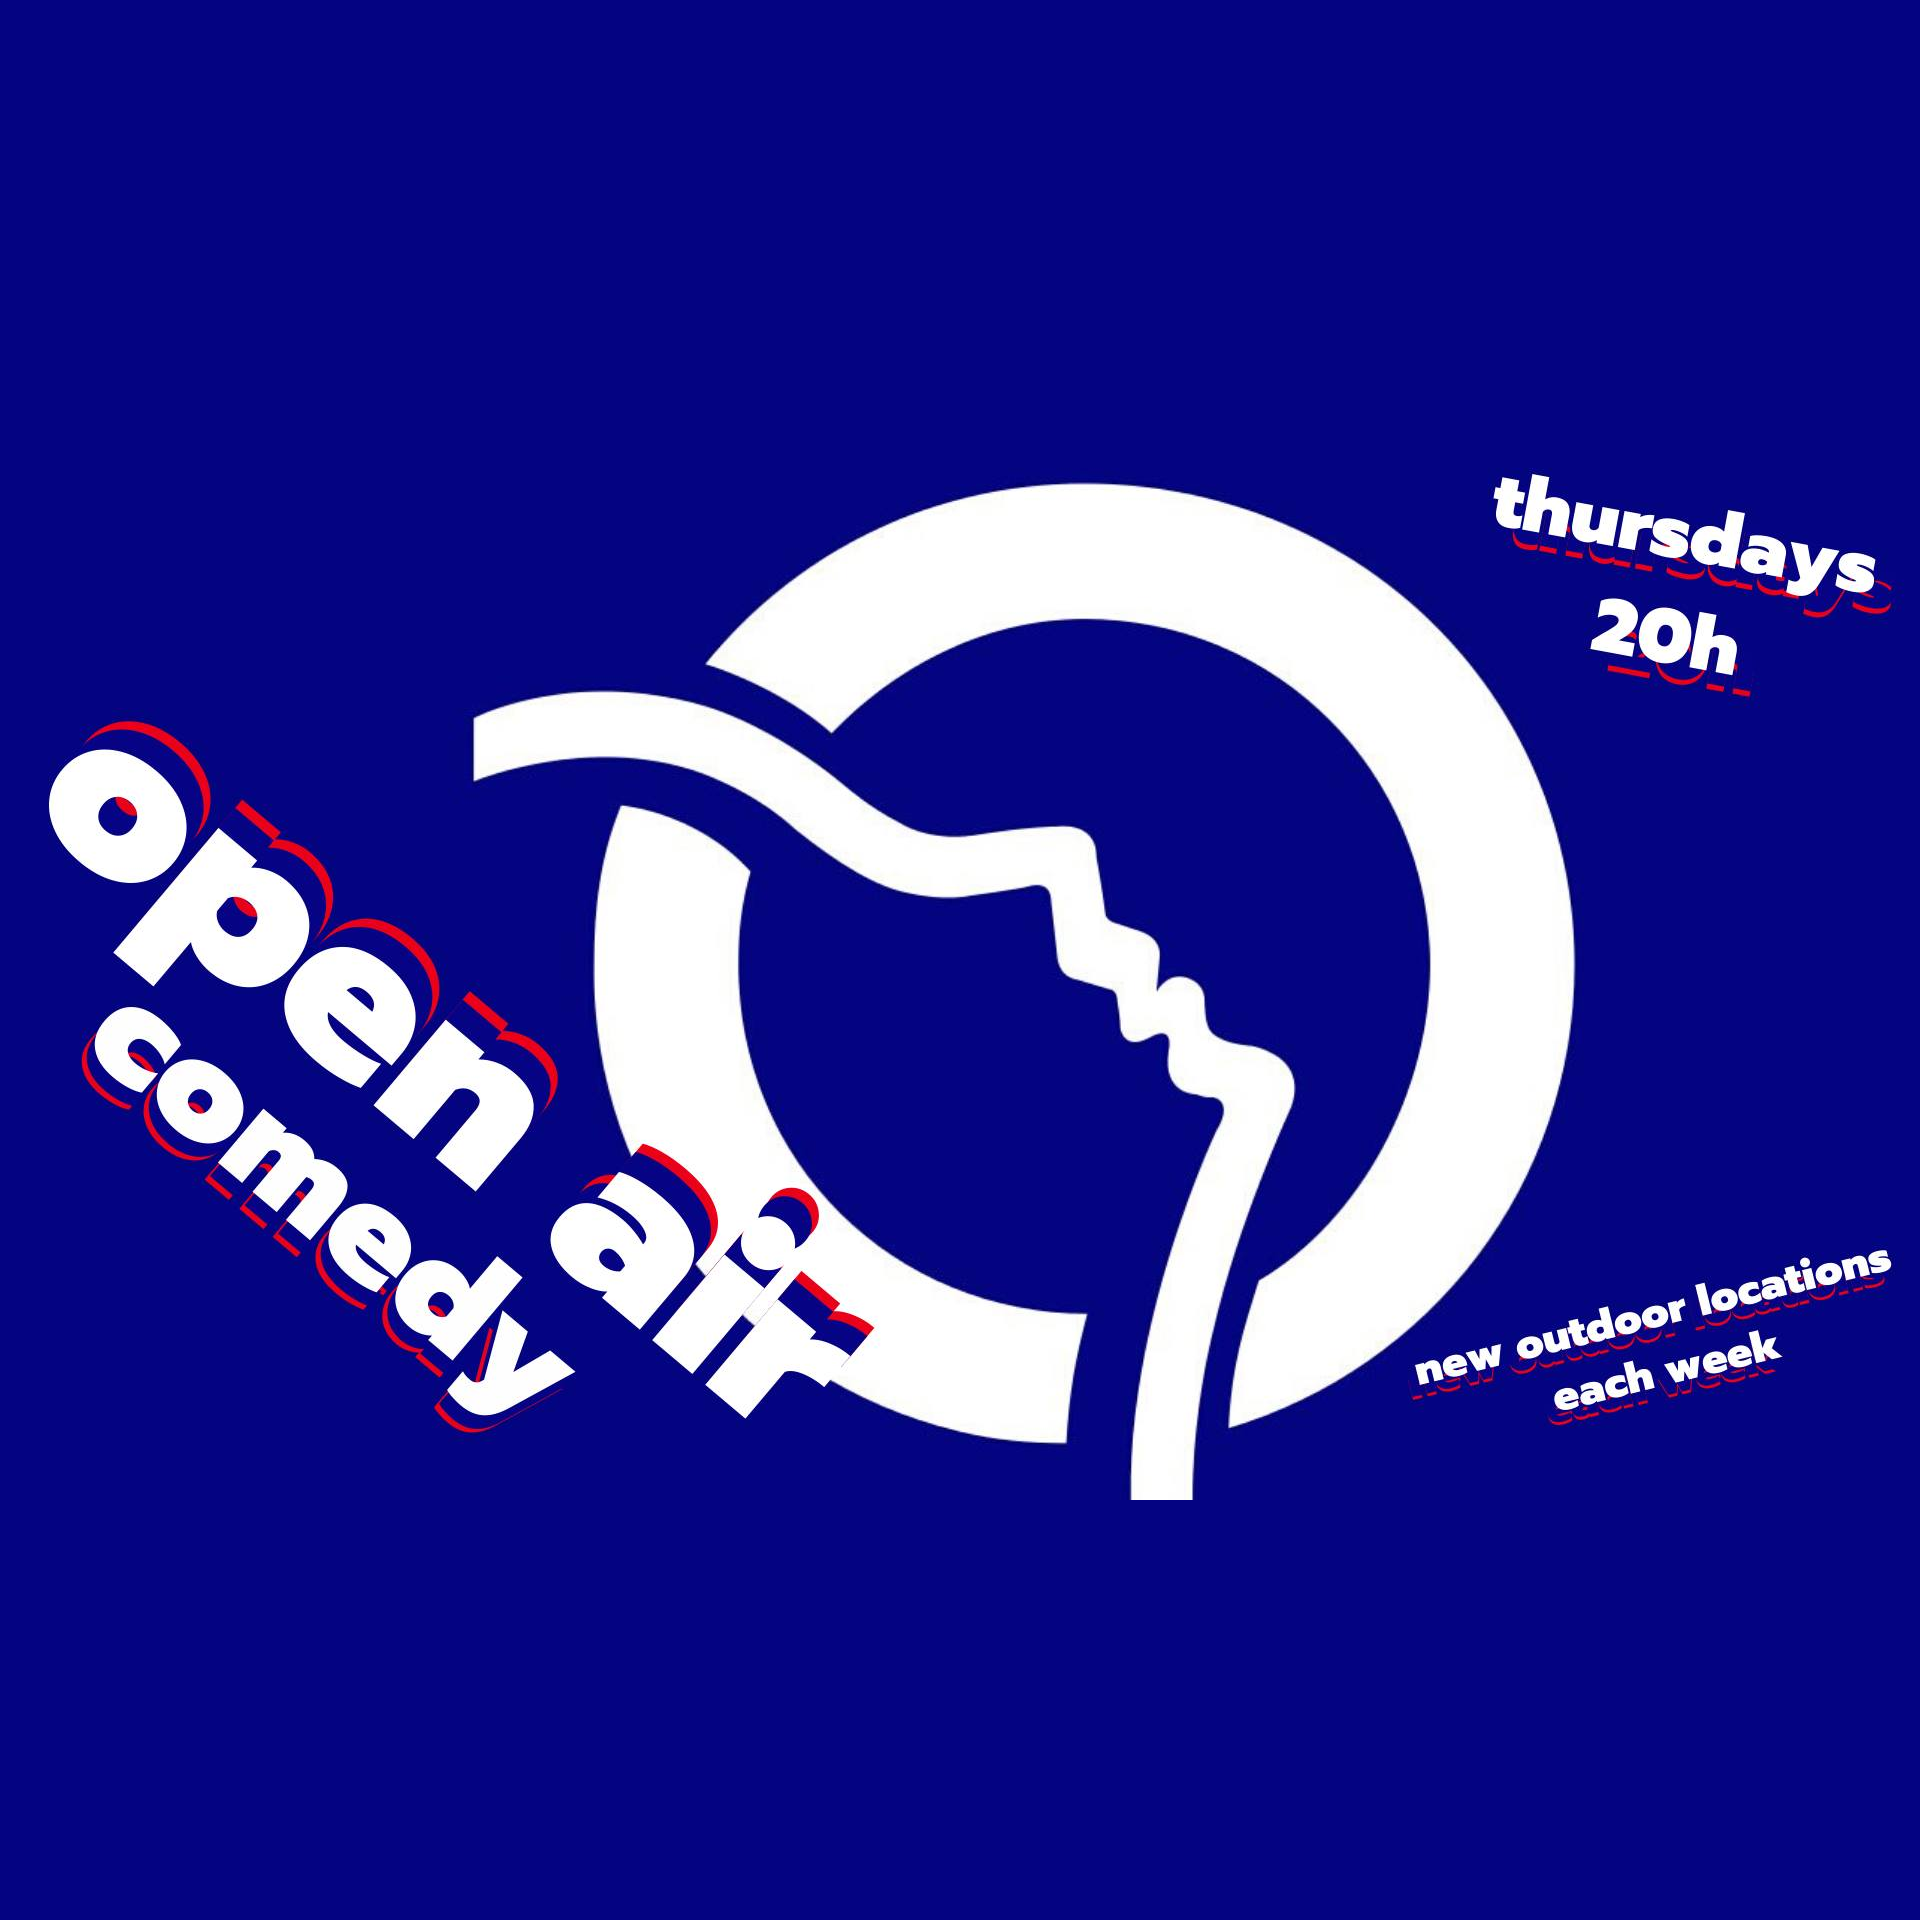 open air
comedy
thursdays
20h
new outdoor locations
each week